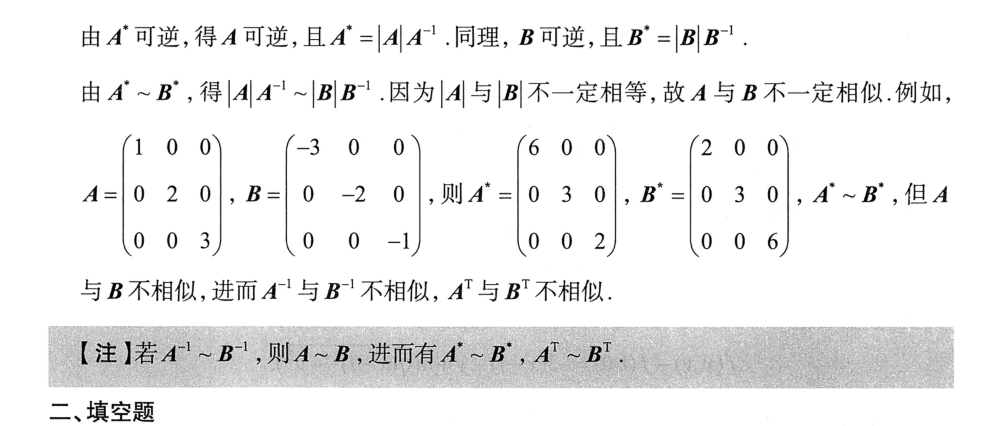 由 A* 可逆,得 A 可逆,且 A* =|A|A⁻¹ .同理, B 可逆,且 B* =|B|B⁻¹ .
由 A* ~ B* ,得 |A|A⁻¹ ~ |B|B⁻¹ .因为 |A| 与 |B| 不一定相等,故 A 与 B 不一定相似.例如,
A = (1 0 0; 0 2 0; 0 0 3) , B = (-3 0 0; 0 -2 0; 0 0 -1) ,则 A* = (6 0 0; 0 3 0; 0 0 2) , B* = (2 0 0; 0 3 0; 0 0 6) , A* ~ B* ,但 A
与 B 不相似,进而 A⁻¹ 与 B⁻¹ 不相似, Aᵀ 与 Bᵀ 不相似.
【注】若 A⁻¹ ~ B⁻¹ ,则 A ~ B ,进而有 A* ~ B* , Aᵀ ~ Bᵀ .
二、填空题